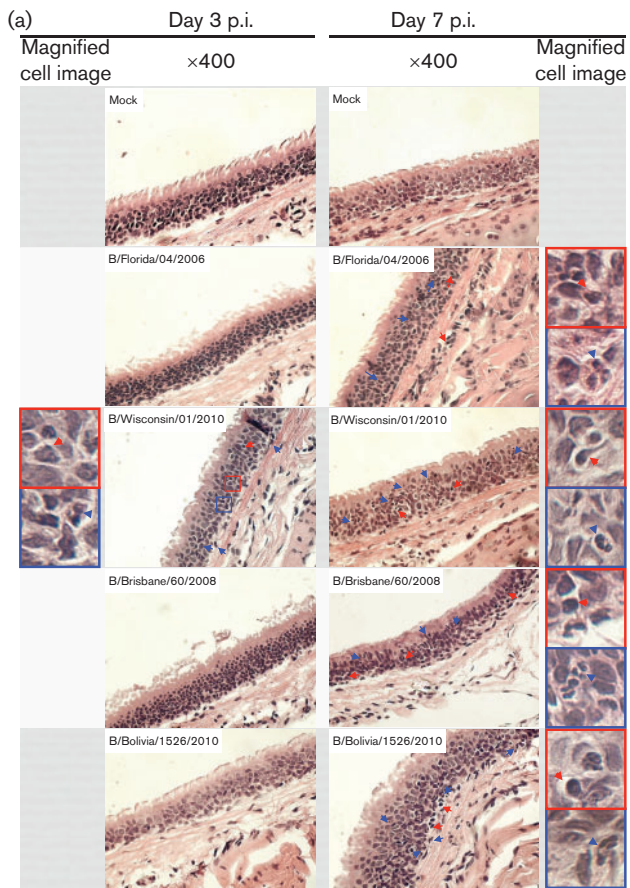 (a)
Day 3 p.i.
Day 7 p.i.
Magnified
cell image
×400
×400
Magnified
cell image
Mock
Mock
B/Florida/04/2006
B/Florida/04/2006
B/Wisconsin/01/2010
B/Wisconsin/01/2010
B/Brisbane/60/2008
B/Brisbane/60/2008
B/Bolivia/1526/2010
B/Bolivia/1526/2010